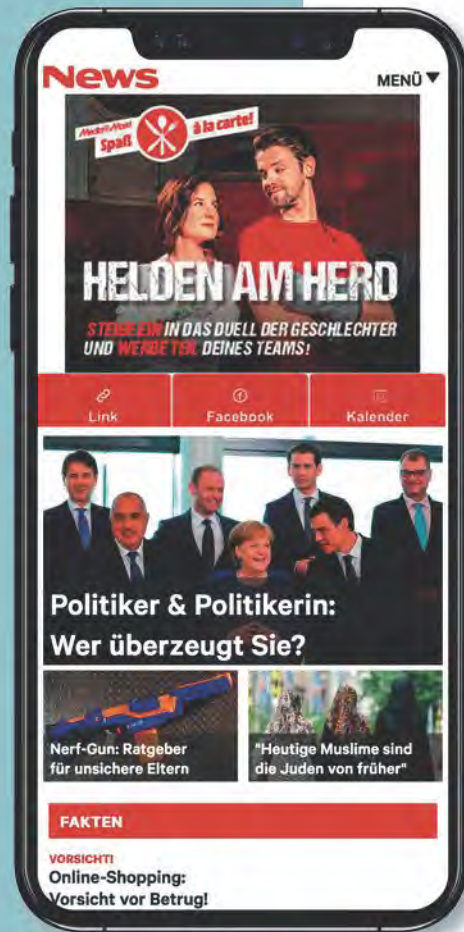 News
MENÜ
MediaMarkt
Spaß
à la carte!
HELDEN AM HERD
STEIGE EIN IN DAS DUELL DER GESCHLECHTER
UND WERDE TEIL DEINES TEAMS!
Link
Facebook
Kalender
Politiker & Politikerin:
Wer überzeugt Sie?
Nerf-Gun: Ratgeber
für unsichere Eltern
"Heutige Muslime sind
die Juden von früher"
FAKTEN
VORSICHT!
Online-Shopping:
Vorsicht vor Betrug!